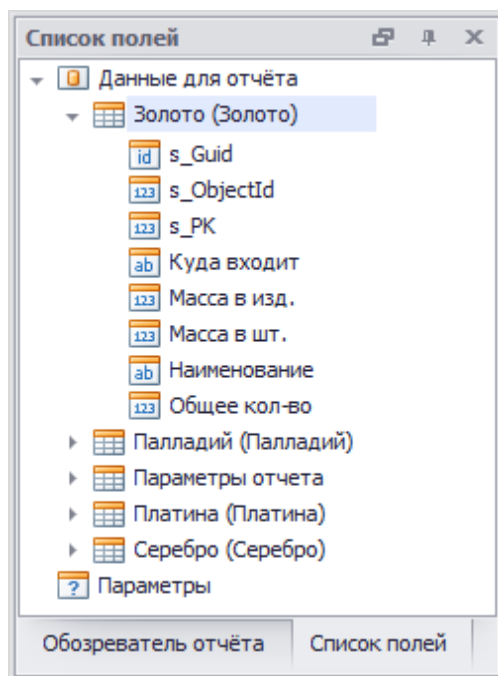 Список полей
Данные для отчёта
Золото (Золото)
id s_Guid
123 s_ObjectId
123 s_PK
ab Куда входит
123 Масса в изд.
123 Масса в шт.
ab Наименование
123 Общее кол-во
Палладий (Палладий)
Параметры отчета
Платина (Платина)
Серебро (Серебро)
? Параметры
Обозреватель отчёта Список полей